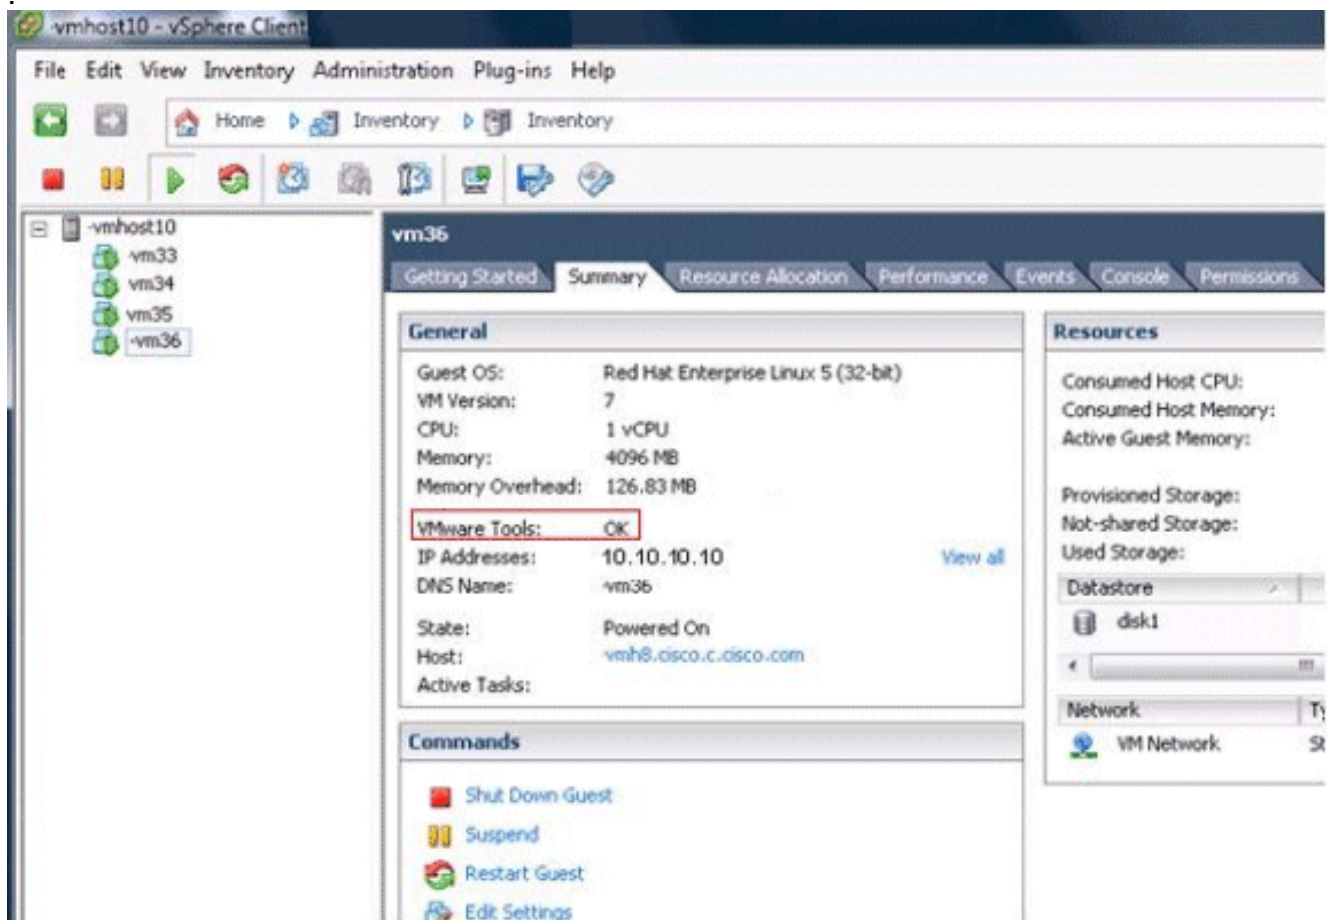 -vmhost10 - vSphere Client
File Edit View Inventory Administration Plug-ins Help
Home Inventory Inventory
-vmhost10
-vm33
vm34
vm35
-vm36
vm36
Getting Started Summary Resource Allocation Performance Events Console Permissions
General
Guest OS: Red Hat Enterprise Linux 5 (32-bit)
VM Version: 7
CPU: 1 vCPU
Memory: 4096 MB
Memory Overhead: 126.83 MB
VMware Tools: OK
IP Addresses: 10.10.10.10 View all
DNS Name: -vm36
State: Powered On
Host: vmh8.cisco.c.cisco.com
Active Tasks:
Commands
Shut Down Guest
Suspend
Restart Guest
Edit Settings
Resources
Consumed Host CPU:
Consumed Host Memory:
Active Guest Memory:
Provisioned Storage:
Not-shared Storage:
Used Storage:
Datastore
disk1
Network
VM Network